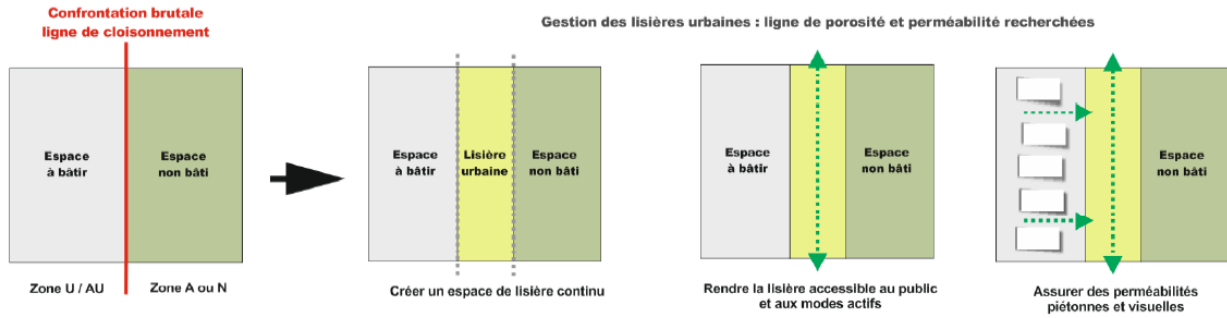 Confrontation brutale
ligne de cloisonnement
Gestion des lisières urbaines : ligne de porosité et perméabilité recherchées
Espace
à bâtir
Espace
non bâti
Zone U / AU
Zone A ou N
Espace
à bâtir
Lisière
urbaine
Espace
non bâti
Créer un espace de lisière continu
Espace
à bâtir
Espace
non bâti
Rendre la lisière accessible au public
et aux modes actifs
Espace
non bâti
Assurer des perméabilités
piétonnes et visuelles